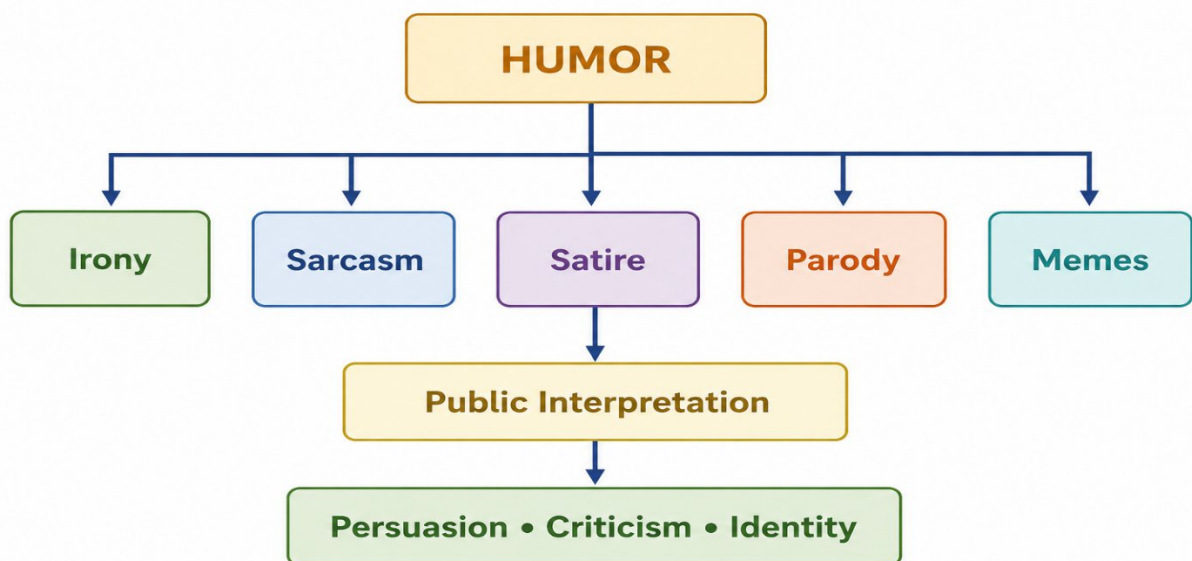 HUMOR
Irony
Sarcasm
Satire
Parody
Memes
Public Interpretation
Persuasion • Criticism • Identity